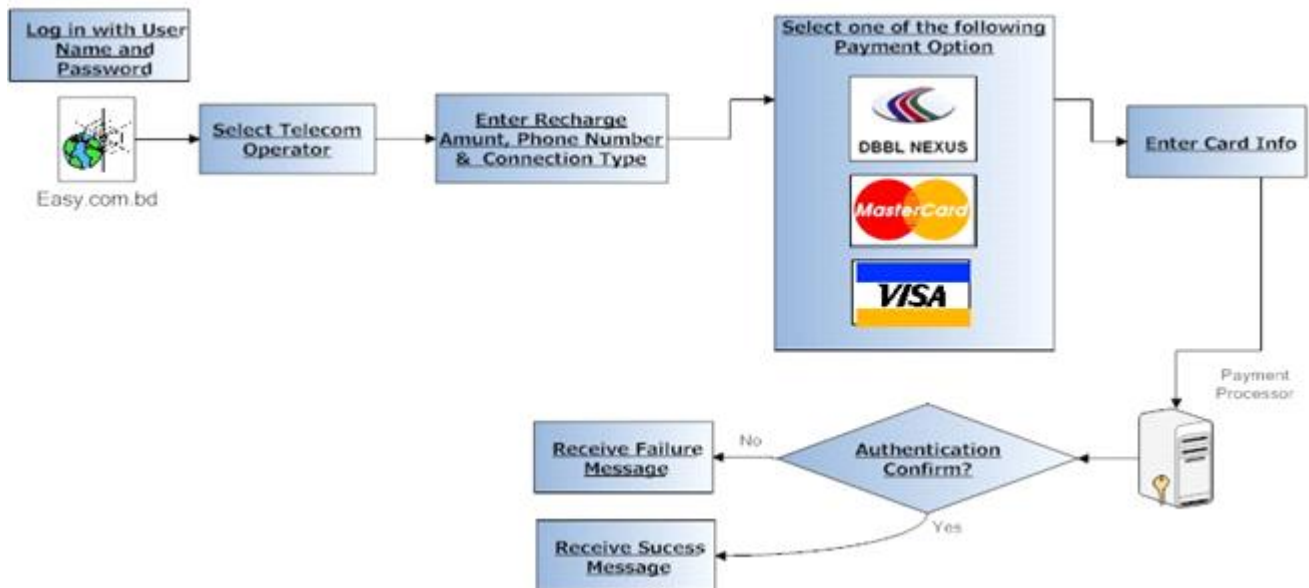 Log in with User
Name and
Password
Easy.com.bd
Select Telecom
Operator
Enter Recharge
Amunt, Phone Number
& Connection Type
Select one of the following
Payment Option
DBBL NEXUS
MasterCard
VISA
Enter Card Info
Payment
Processor
Authentication
Confirm?
No
Receive Failure
Message
Yes
Receive Sucess
Message